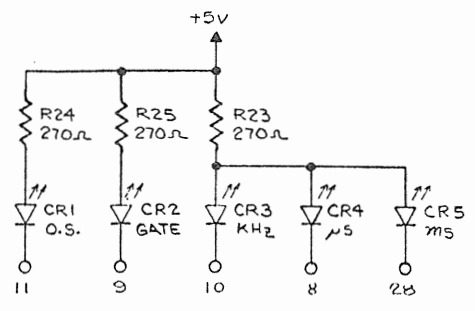 +5V
R24
270Ω
R25
270Ω
R23
270Ω
CR1
O.S.
CR2
GATE
CR3
KHz
CR4
µS
CR5
mS
11
9
10
8
28